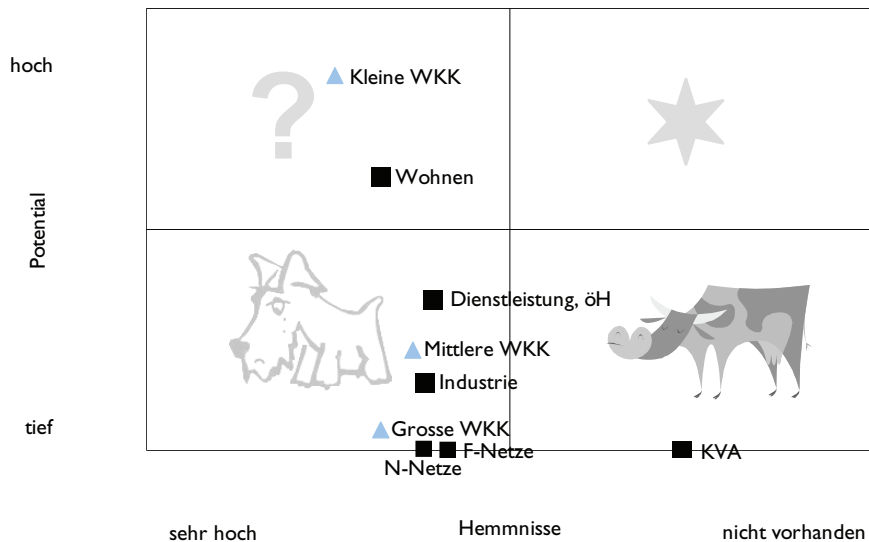 hoch
Kleine WKK
?
Wohnen
Potential
Dienstleistung, öH
Mittlere WKK
Industrie
tief
Grosse WKK
F-Netze
KVA
N-Netze
sehr hoch
Hemmnisse
nicht vorhanden